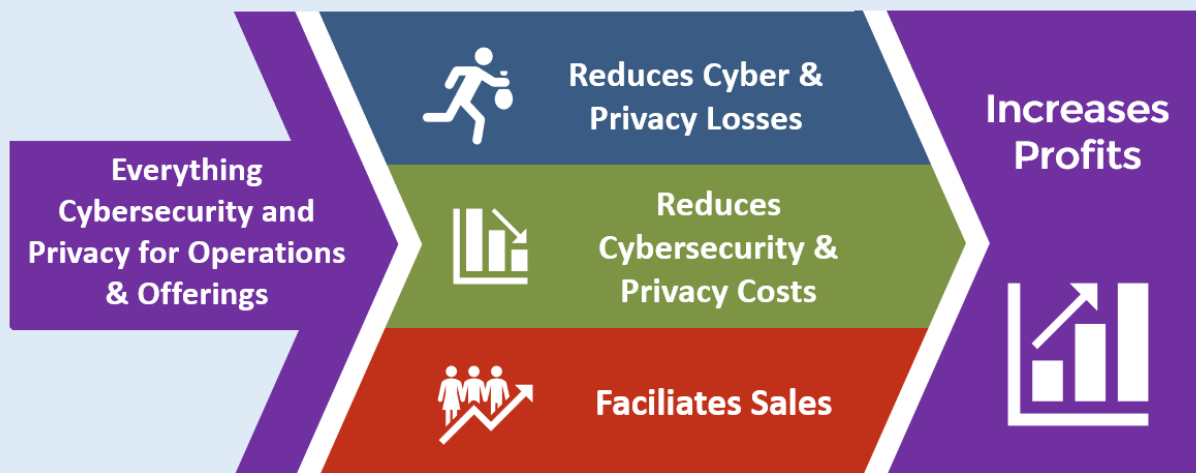 Everything
Cybersecurity and
Privacy for Operations
& Offerings
Reduces Cyber &
Privacy Losses
Reduces
Cybersecurity &
Privacy Costs
Faciliates Sales
Increases
Profits